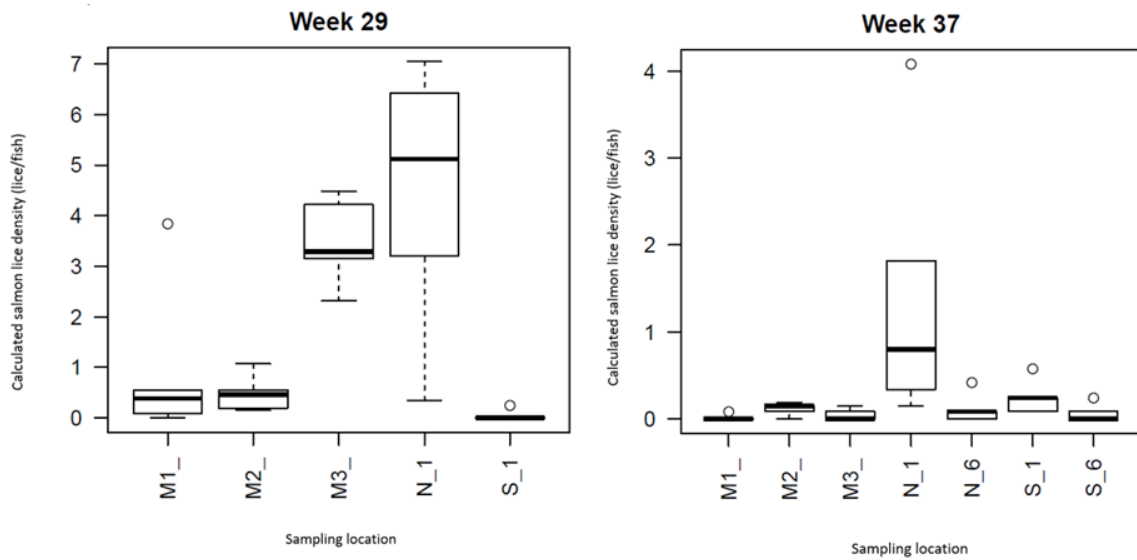 Week 29
Calculated salmon lice density (lice/fish)
7
6
5
4
3
2
1
0
M1_
M2_
M3_
N_1
S_1
Sampling location
Week 37
Calculated salmon lice density (lice/fish)
4
3
2
1
0
M1_
M2_
M3_
N_1
N_6
S_1
S_6
Sampling location